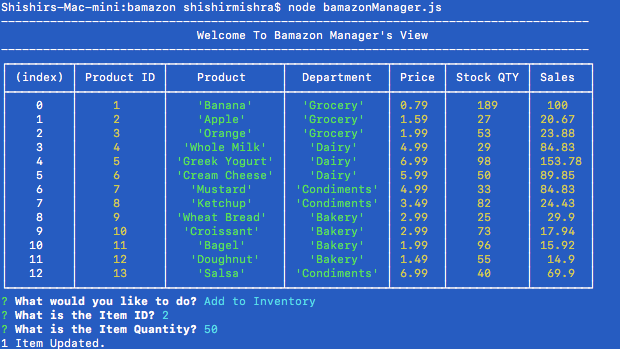 Shishirs-Mac-mini:bamazon shishirmishra$ node bamazonManager.js
Welcome To Bamazon Manager's View
(index) Product ID Product Department Price Stock QTY Sales
0 1 'Banana' 'Grocery' 0.79 189 100
1 2 'Apple' 'Grocery' 1.59 27 20.67
2 3 'Orange' 'Grocery' 1.99 53 23.88
3 4 'Whole Milk' 'Dairy' 4.99 29 84.83
4 5 'Greek Yogurt' 'Dairy' 6.99 98 153.78
5 6 'Cream Cheese' 'Dairy' 5.99 50 89.85
6 7 'Mustard' 'Condiments' 4.99 33 84.83
7 8 'Ketchup' 'Condiments' 3.49 82 24.43
8 9 'Wheat Bread' 'Bakery' 2.99 25 29.9
9 10 'Croissant' 'Bakery' 2.99 73 17.94
10 11 'Bagel' 'Bakery' 1.99 96 15.92
11 12 'Doughnut' 'Bakery' 1.49 55 14.9
12 13 'Salsa' 'Condiments' 6.99 40 69.9
? What would you like to do? Add to Inventory
? What is the Item ID? 2
? What is the Item Quantity? 50
1 Item Updated.